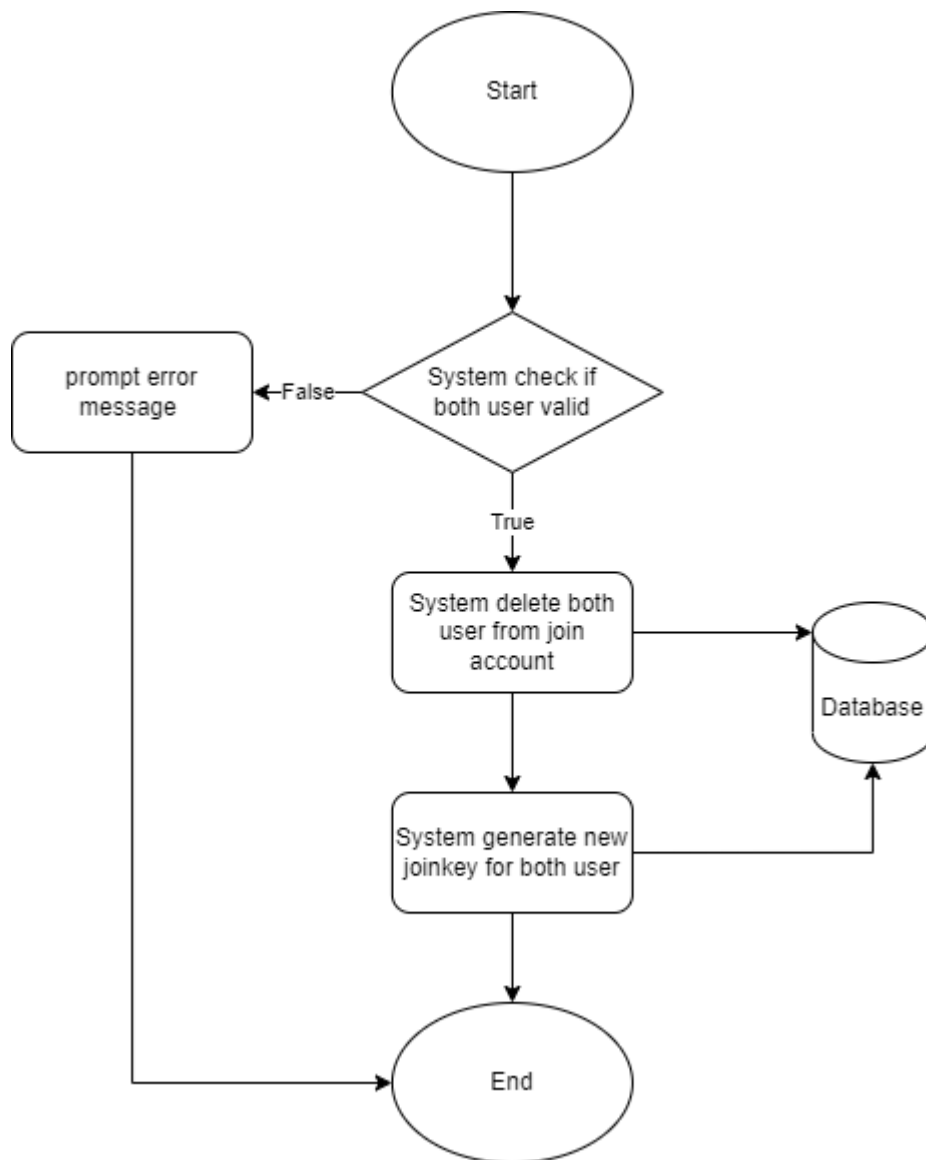 Start
System check if
both user valid
False
prompt error
message
True
System delete both
user from join
account
Database
System generate new
joinkey for both user
End